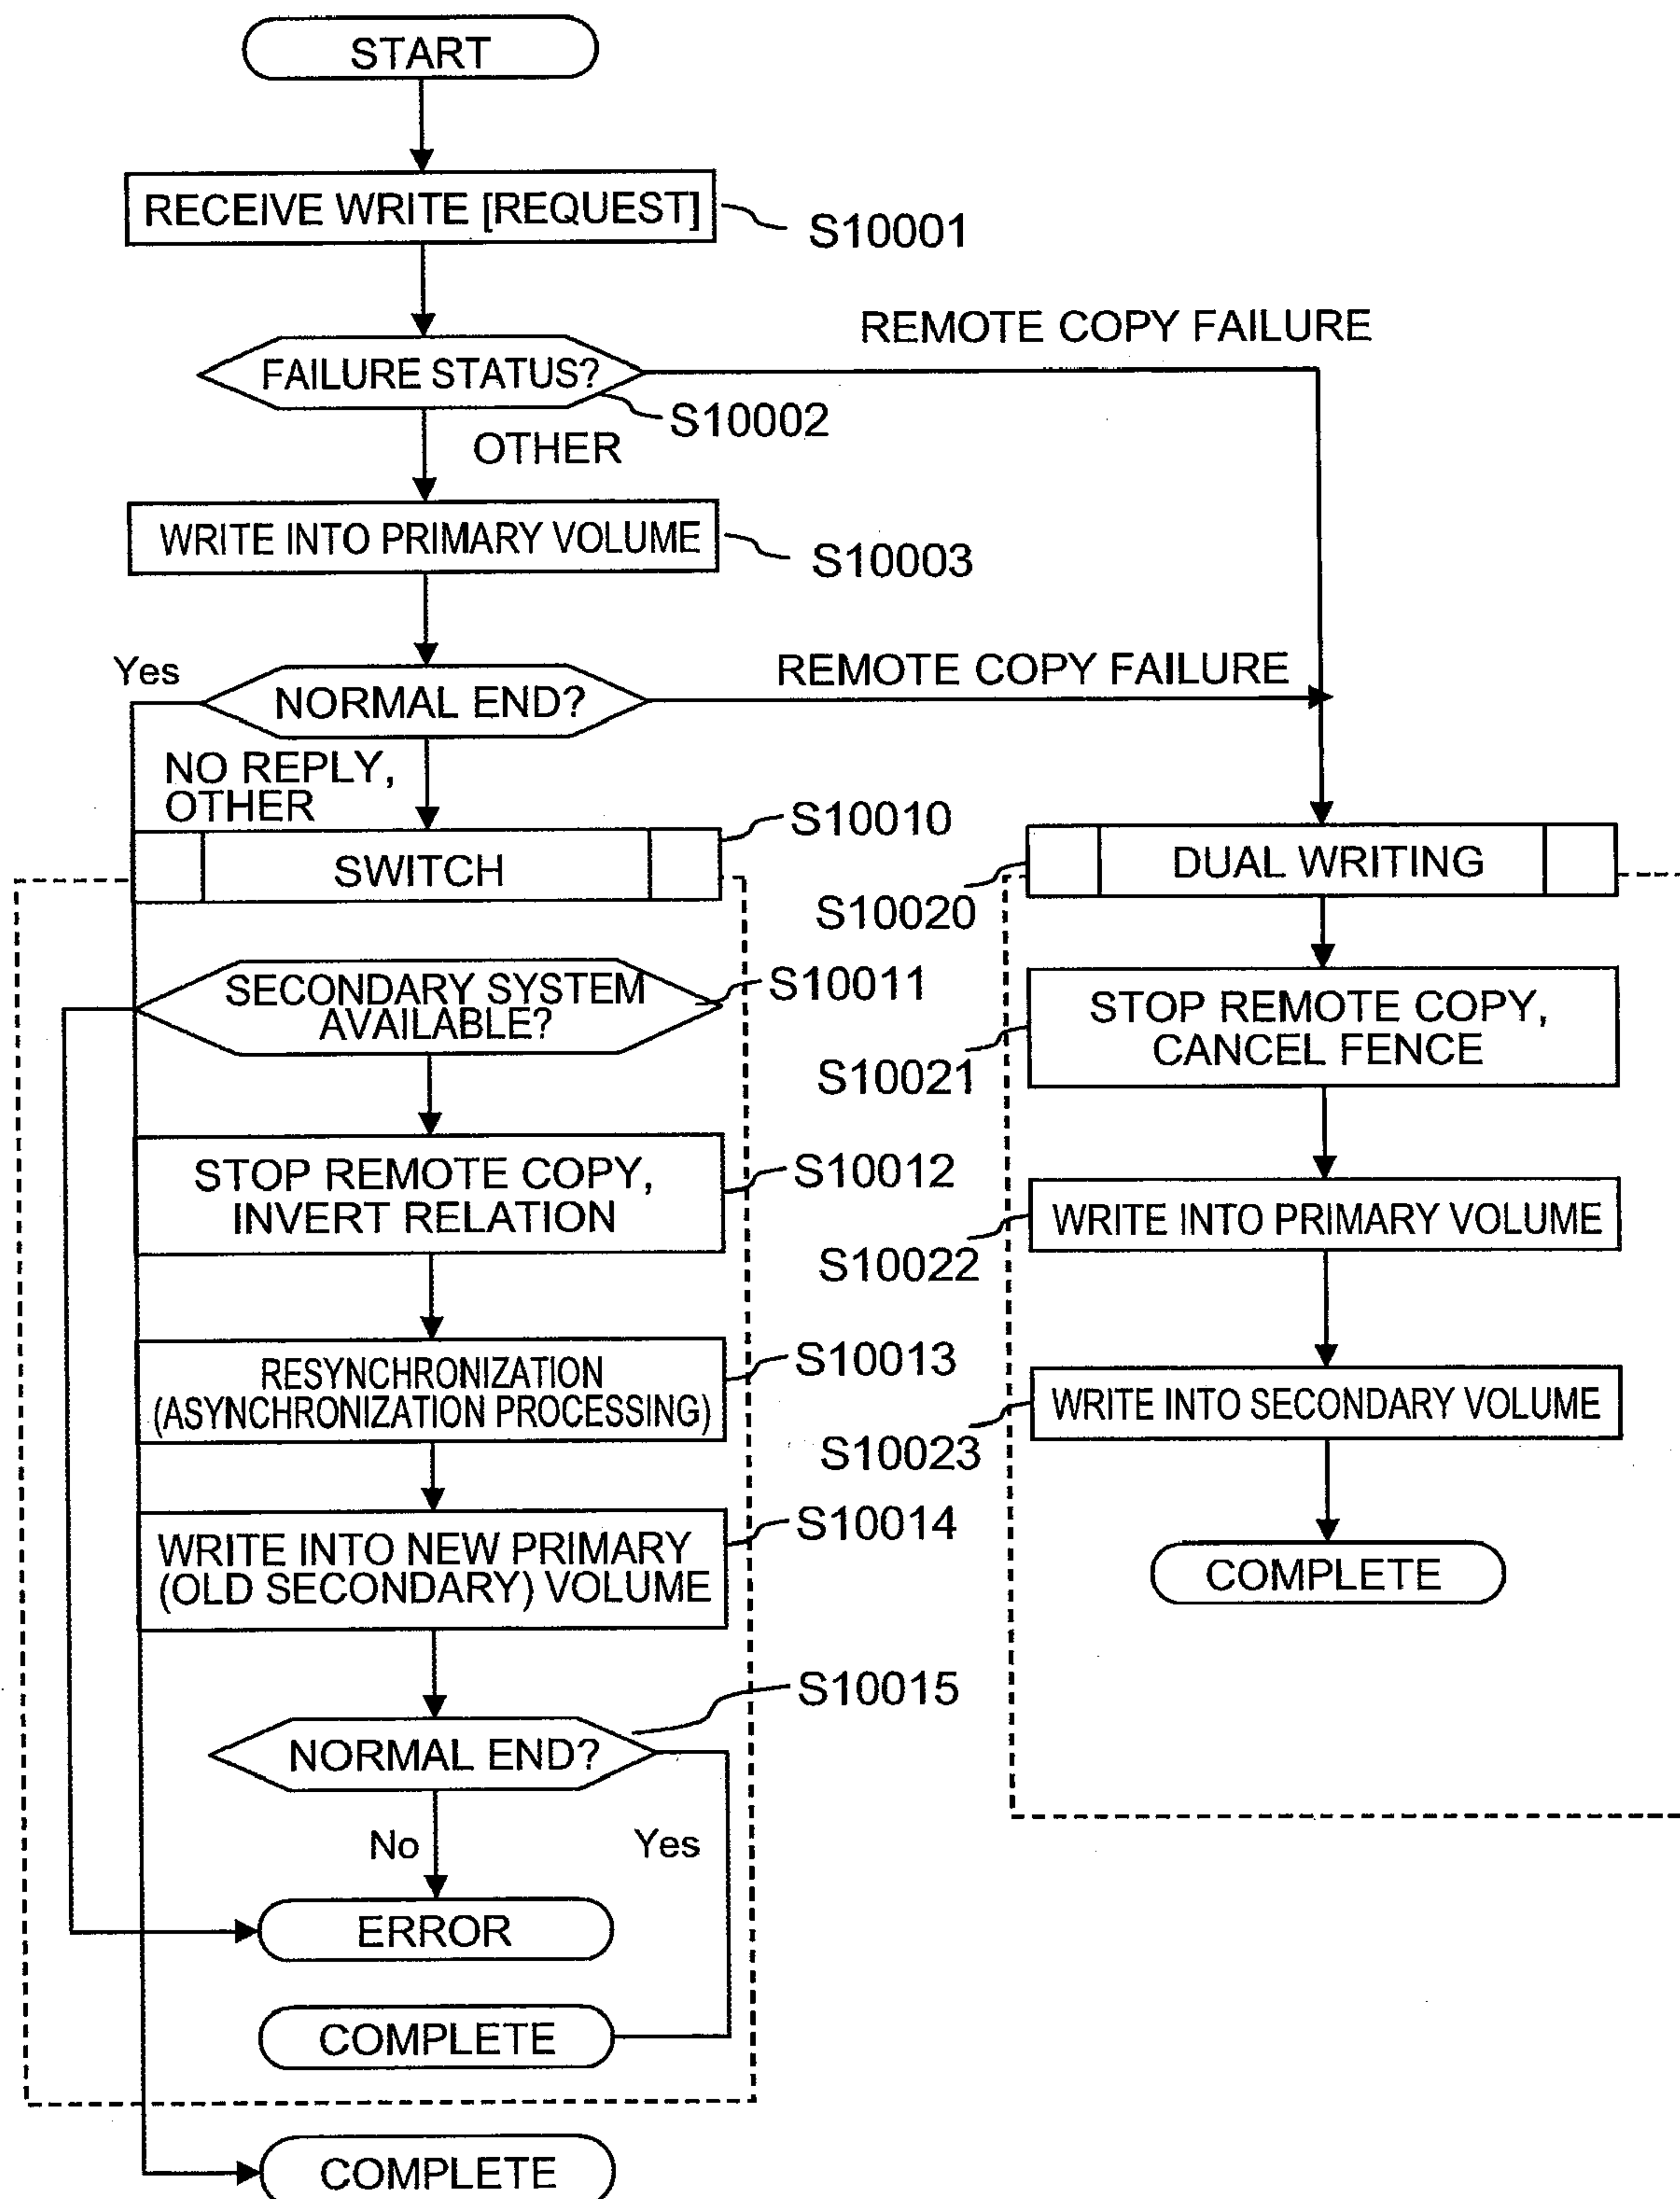 START
RECEIVE WRITE [REQUEST]
S10001
REMOTE COPY FAILURE
FAILURE STATUS?
S10002
OTHER
WRITE INTO PRIMARY VOLUME
S10003
Yes
REMOTE COPY FAILURE
NORMAL END?
NO REPLY,
OTHER
S10010
SWITCH
DUAL WRITING
S10020
SECONDARY SYSTEM
AVAILABLE?
S10011
STOP REMOTE COPY,
CANCEL FENCE
S10021
STOP REMOTE COPY,
INVERT RELATION
S10012
WRITE INTO PRIMARY VOLUME
S10022
RESYNCHRONIZATION
(ASYNCHRONIZATION PROCESSING)
S10013
WRITE INTO SECONDARY VOLUME
S10023
WRITE INTO NEW PRIMARY
(OLD SECONDARY) VOLUME
S10014
COMPLETE
S10015
NORMAL END?
No
Yes
ERROR
COMPLETE
COMPLETE